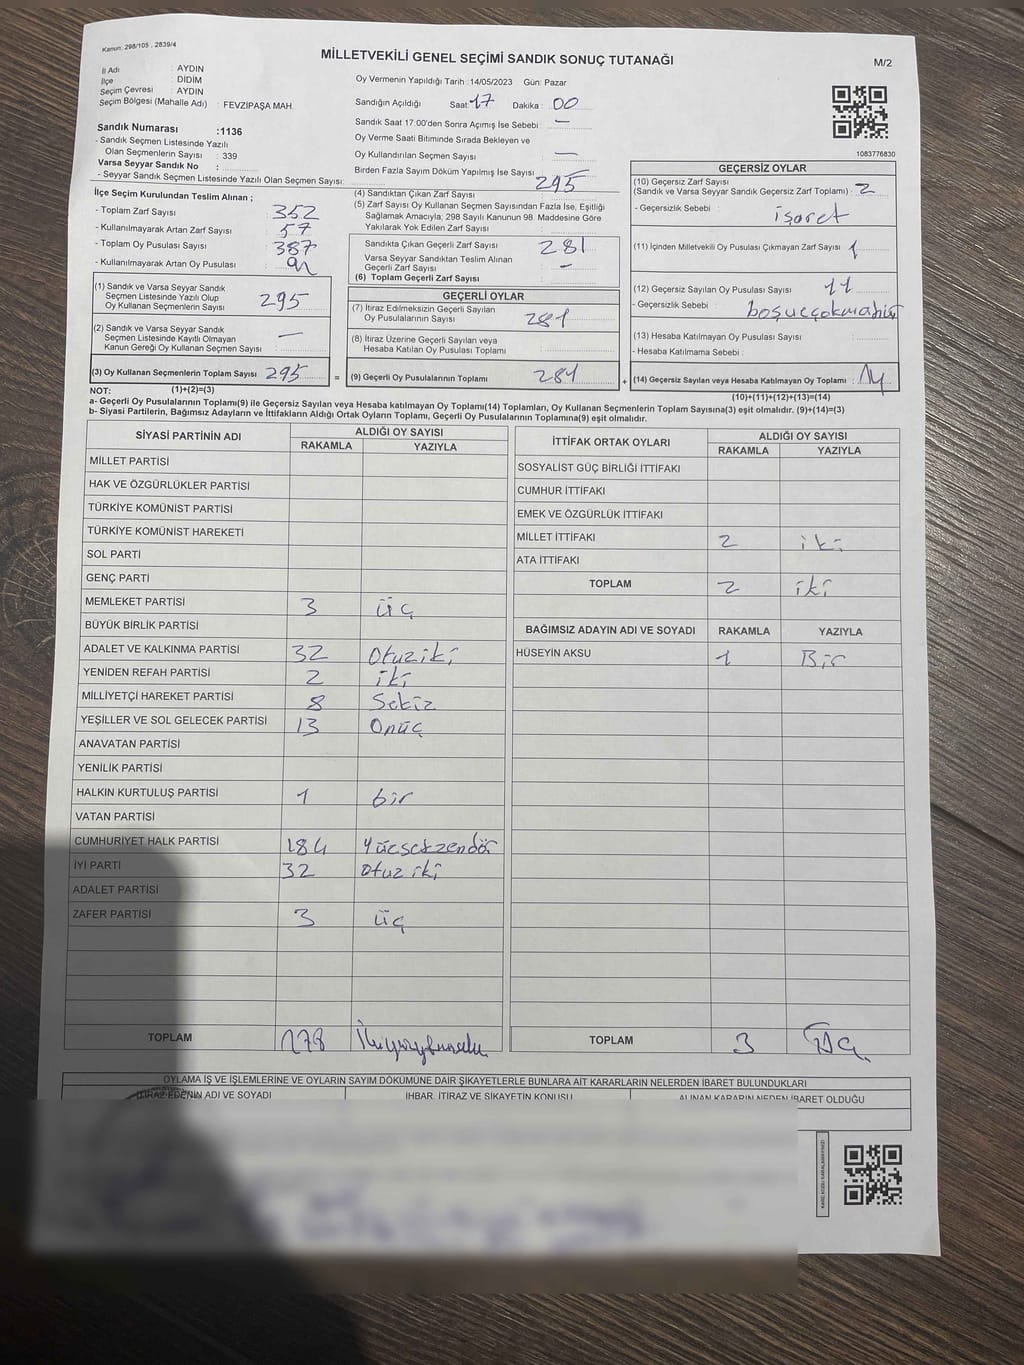 Kanun: 298/105 , 2839/4
MİLLETVEKİLİ GENEL SEÇİMİ SANDIK SONUÇ TUTANAĞI
M/2
İl Adı : AYDIN
İlçe : DİDİM
Seçim Çevresi : AYDIN
Seçim Bölgesi (Mahalle Adı) : FEVZİPAŞA MAH.
Sandık Numarası :1136
- Sandık Seçmen Listesinde Yazılı
Olan Seçmenlerin Sayısı : 339
Varsa Seyyar Sandık No :
- Seyyar Sandık Seçmen Listesinde Yazılı Olan Seçmen Sayısı:
Oy Vermenin Yapıldığı Tarih :14/05/2023 Gün: Pazar
Sandığın Açıldığı Saat: 17 Dakika : 00
Sandık Saat 17:00'den Sonra Açımış İse Sebebi : —
Oy Verme Saati Bitiminde Sırada Bekleyen ve
Oy Kullandırılan Seçmen Sayısı : —
Birden Fazla Sayım Döküm Yapılmış İse Sayısı :
1083776830
İlçe Seçim Kurulundan Teslim Alınan ;
- Toplam Zarf Sayısı : 352
- Kullanılmayarak Artan Zarf Sayısı : 57
- Toplam Oy Pusulası Sayısı : 387
- Kullanılmayarak Artan Oy Pusulası :
(4) Sandıktan Çıkan Zarf Sayısı : 295
(5) Zarf Sayısı Oy Kullanan Seçmen Sayısından Fazla İse, Eşitliği
Sağlamak Amacıyla; 298 Sayılı Kanunun 98. Maddesine Göre
Yakılarak Yok Edilen Zarf Sayısı :
Sandıkta Çıkan Geçerli Zarf Sayısı : 281
Varsa Seyyar Sandıktan Teslim Alınan
Geçerli Zarf Sayısı : —
(6) Toplam Geçerli Zarf Sayısı :
GEÇERSİZ OYLAR
(10) Geçersiz Zarf Sayısı
(Sandık ve Varsa Seyyar Sandık Geçersiz Zarf Toplamı) : 2
- Geçersizlik Sebebi : işaret
(11) İçinden Milletvekili Oy Pusulası Çıkmayan Zarf Sayısı : 1
(12) Geçersiz Sayılan Oy Pusulası Sayısı : 11
- Geçersizlik Sebebi :
(13) Hesaba Katılmayan Oy Pusulası Sayısı :
- Hesaba Katılmama Sebebi :
(14) Geçersiz Sayılan veya Hesaba Katılmayan Oy Toplamı : 14
(10)+(11)+(12)+(13)=(14)
(1) Sandık ve Varsa Seyyar Sandık
Seçmen Listesinde Yazılı Olup
Oy Kullanan Seçmenlerin Sayısı : 295
(2) Sandık ve Varsa Seyyar Sandık
Seçmen Listesinde Kayıtlı Olmayan
Kanun Gereği Oy Kullanan Seçmen Sayısı : —
(3) Oy Kullanan Seçmenlerin Toplam Sayısı : 295 =
(1)+(2)=(3)
GEÇERLİ OYLAR
(7) İtiraz Edilmeksizin Geçerli Sayılan
Oy Pusulalarının Sayısı : 281
(8) İtiraz Üzerine Geçerli Sayılan veya
Hesaba Katılan Oy Pusulası Toplamı :
(9) Geçerli Oy Pusulalarının Toplamı : 281 +
NOT:
a- Geçerli Oy Pusulalarının Toplamı(9) ile Geçersiz Sayılan veya Hesaba katılmayan Oy Toplamı(14) Toplamları, Oy Kullanan Seçmenlerin Toplam Sayısına(3) eşit olmalıdır. (9)+(14)=(3)
b- Siyasi Partilerin, Bağımsız Adayların ve İttifakların Aldığı Ortak Oyların Toplamı, Geçerli Oy Pusulalarının Toplamına(9) eşit olmalıdır.
SİYASİ PARTİNİN ADI ALDIĞI OY SAYISI
RAKAMLA YAZIYLA
MİLLET PARTİSİ
HAK VE ÖZGÜRLÜKLER PARTİSİ
TÜRKİYE KOMÜNİST PARTİSİ
TÜRKİYE KOMÜNİST HAREKETİ
SOL PARTİ
GENÇ PARTİ
MEMLEKET PARTİSİ 3 üç
BÜYÜK BİRLİK PARTİSİ
ADALET VE KALKINMA PARTİSİ 32 Otuziki
YENİDEN REFAH PARTİSİ 2 iki
MİLLİYETÇİ HAREKET PARTİSİ 8 Sekiz
YEŞİLLER VE SOL GELECEK PARTİSİ 13 Onüç
ANAVATAN PARTİSİ
YENİLİK PARTİSİ
HALKIN KURTULUŞ PARTİSİ 1 bir
VATAN PARTİSİ
CUMHURİYET HALK PARTİSİ 184
İYİ PARTİ 32 otuz iki
ADALET PARTİSİ
ZAFER PARTİSİ 3 üç
TOPLAM 278
İTTİFAK ORTAK OYLARI ALDIĞI OY SAYISI
RAKAMLA YAZIYLA
SOSYALİST GÜÇ BİRLİĞİ İTTİFAKI
CUMHUR İTTİFAKI
EMEK VE ÖZGÜRLÜK İTTİFAKI
MİLLET İTTİFAKI 2 iki
ATA İTTİFAKI
TOPLAM 2 iki
BAĞIMSIZ ADAYIN ADI VE SOYADI RAKAMLA YAZIYLA
HÜSEYİN AKSU 1 Bir
TOPLAM 3 Üç
OYLAMA İŞ VE İŞLEMLERİNE VE OYLARIN SAYIM DÖKÜMÜNE DAİR ŞİKAYETLERLE BUNLARA AİT KARARLARIN NELERDEN İBARET BULUNDUKLARI
İTİRAZ EDENİN ADI VE SOYADI İHBAR, İTİRAZ VE ŞİKAYETİN KONUSU ALINAN KARARIN NEDEN İBARET OLDUĞU